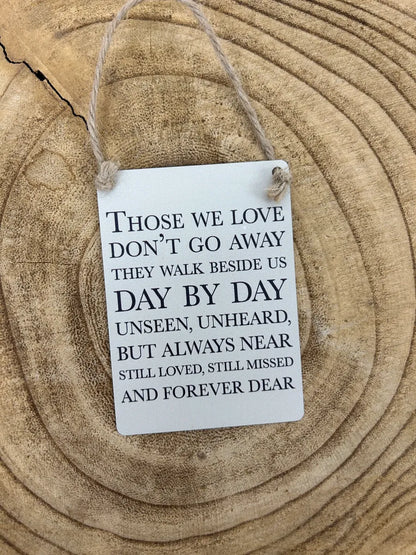 THOSE WE LOVE
DON'T GO AWAY
THEY WALK BESIDE US
DAY BY DAY
UNSEEN, UNHEARD,
BUT ALWAYS NEAR
STILL LOVED, STILL MISSED
AND FOREVER DEAR